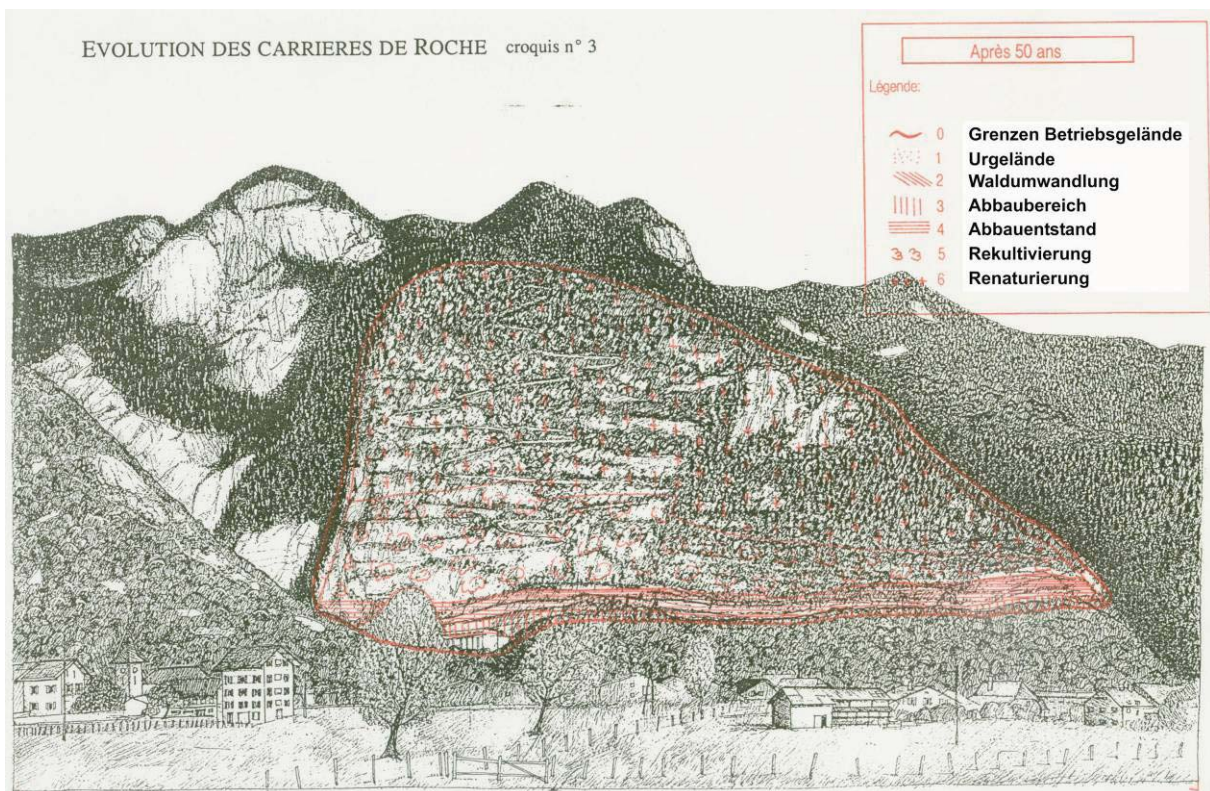 EVOLUTION DES CARRIERES DE ROCHE croquis n° 3
Après 50 ans
Légende:
0 Grenzen Betriebsgelände
1 Urgelände
2 Waldumwandlung
3 Abbaubereich
4 Abbauentstand
5 Rekultivierung
6 Renaturierung